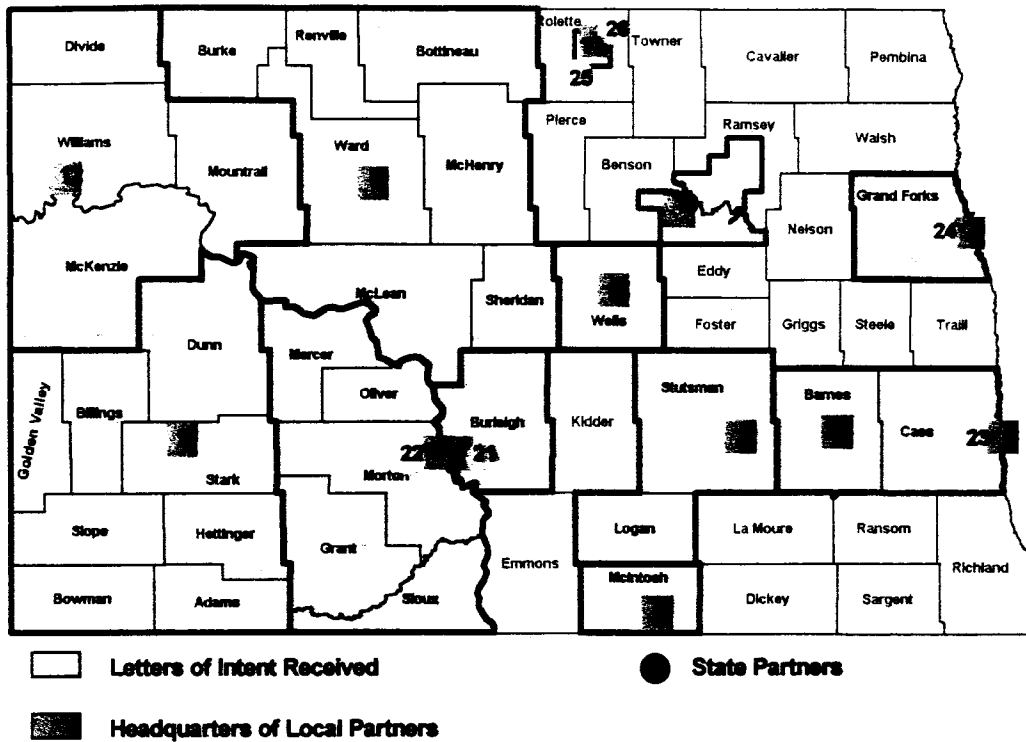 Divide
Burke
Renville
Bottineau
Rolette
26
25
Towner
Cavalier
Pembina
Williams
Mountrail
Ward
McHenry
Pierce
Benson
Ramsey
Walsh
Nelson
Grand Forks
24
McKenzie
McLean
Sheridan
Wells
Eddy
Foster
Griggs
Steele
Traill
Dunn
Mercer
Oliver
Golden Valley
Billings
Stark
Morton
22
21
Burleigh
Kidder
Stutsman
Barnes
Cass
23
Slope
Hettinger
Grant
Emmons
Logan
La Moure
Ransom
Richland
Bowman
Adams
Sioux
McIntosh
Dickey
Sargent
Letters of Intent Received
State Partners
Headquarters of Local Partners